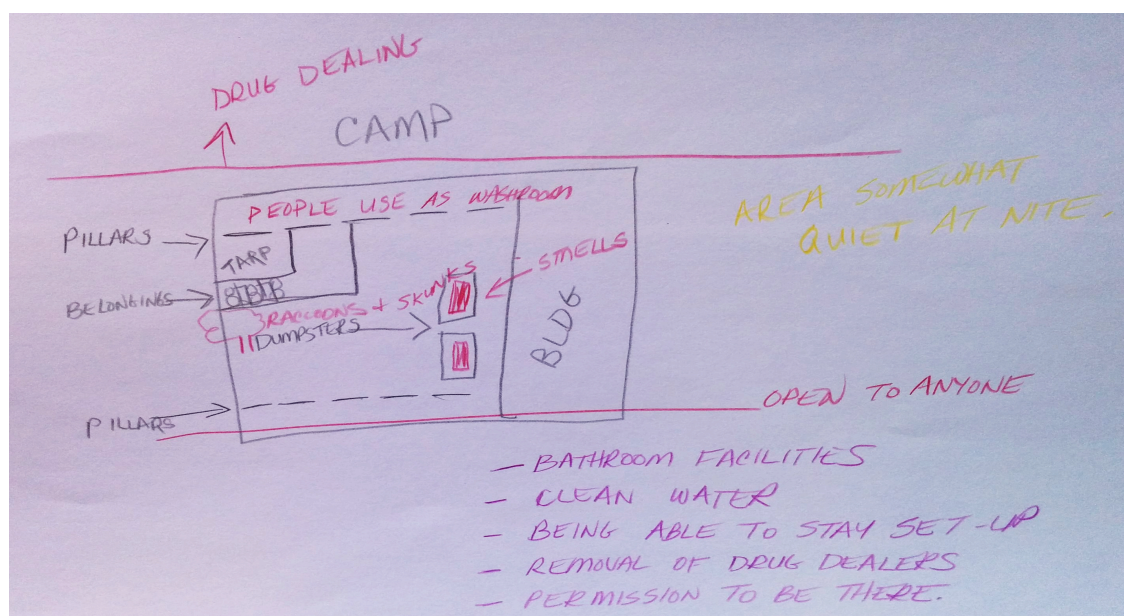 DRUG DEALING
CAMP
PEOPLE USE AS WASHROOM
AREA SOMEWHAT
QUIET AT NITE.
PILLARS
TARP
SMELLS
BELONGINGS
RACCOONS + SKUNKS
DUMPSTERS
BLDG
PILLARS
OPEN TO ANYONE
- BATHROOM FACILITIES
- CLEAN WATER
- BEING ABLE TO STAY SET-UP
- REMOVAL OF DRUG DEALERS
- PERMISSION TO BE THERE.